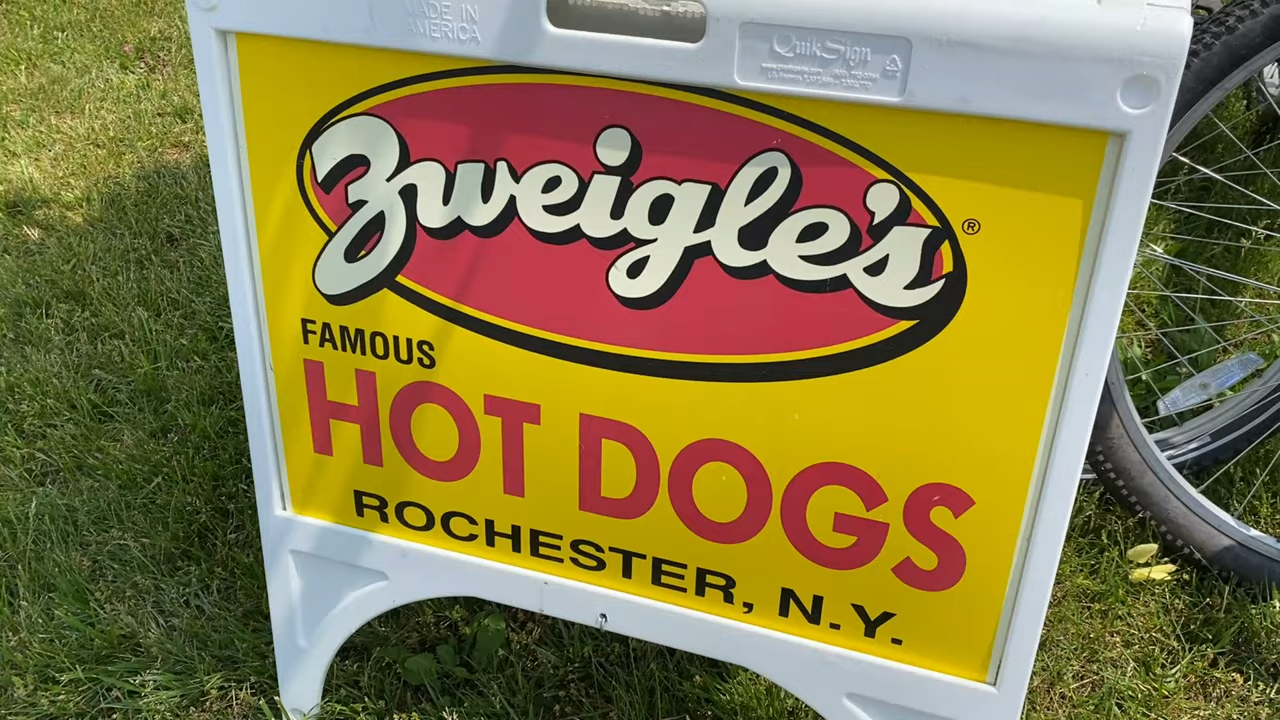 MADE IN
AMERICA
QuikSign
Zweigle's ®
FAMOUS
HOT DOGS
ROCHESTER, N.Y.